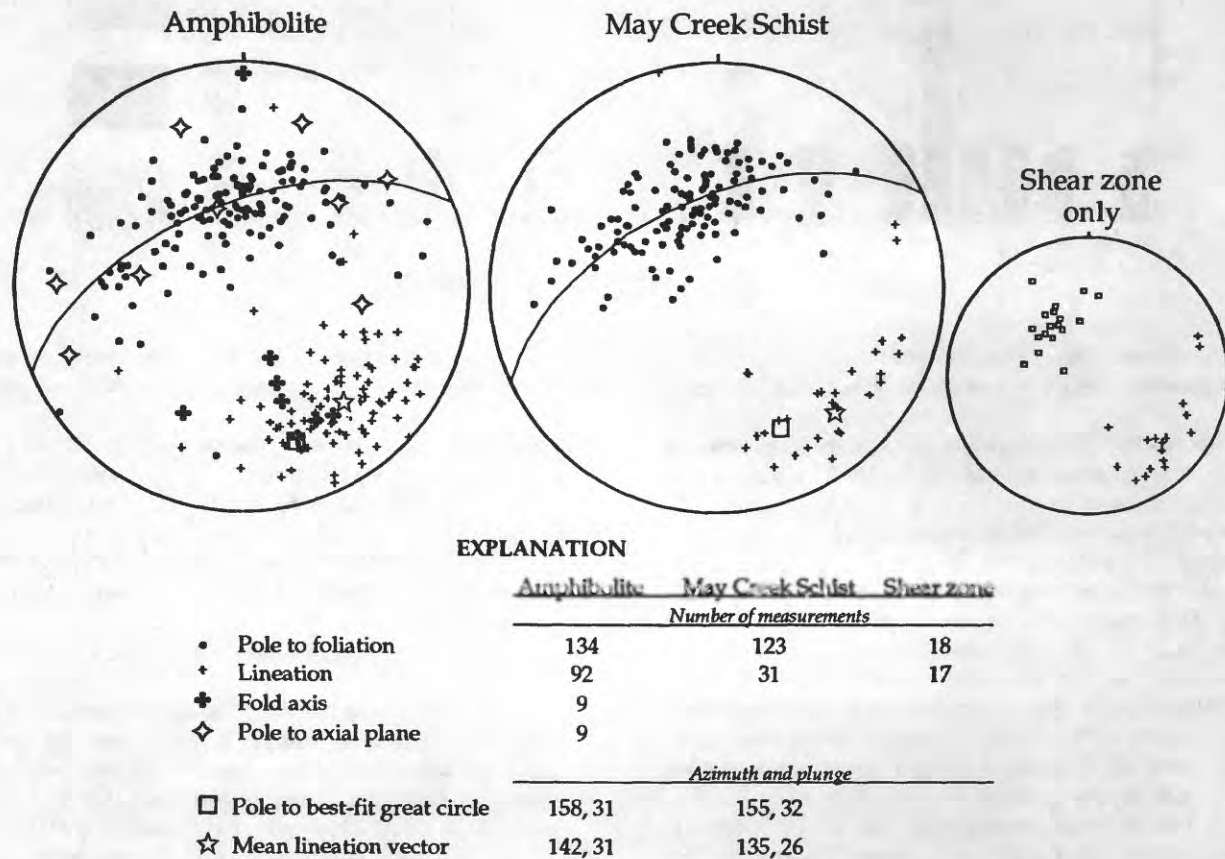 Amphibolite
May Creek Schist
Shear zone
only
EXPLANATION
Amphibolite May Creek Schist Shear zone
Number of measurements
Pole to foliation 134 123 18
Lineation 92 31 17
Fold axis 9
Pole to axial plane 9
Azimuth and plunge
Pole to best-fit great circle 158, 31 155, 32
Mean lineation vector 142, 31 135, 26